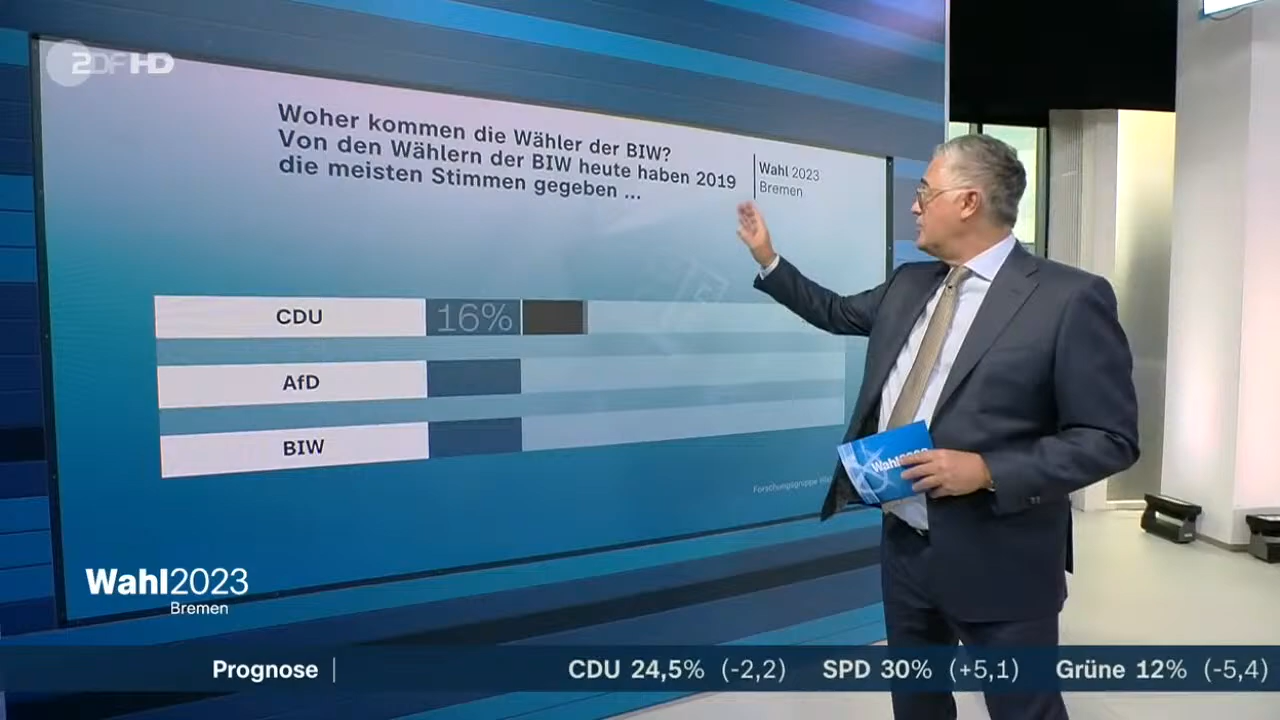 ZDF HD
Woher kommen die Wähler der BIW?
Von den Wählern der BIW heute haben 2019
die meisten Stimmen gegeben ...
Wahl 2023
Bremen
CDU 16%
AfD
BIW
Forschungsgruppe
Wahl2023
Bremen
Prognose | CDU 24,5% (-2,2) SPD 30% (+5,1) Grüne 12% (-5,4)